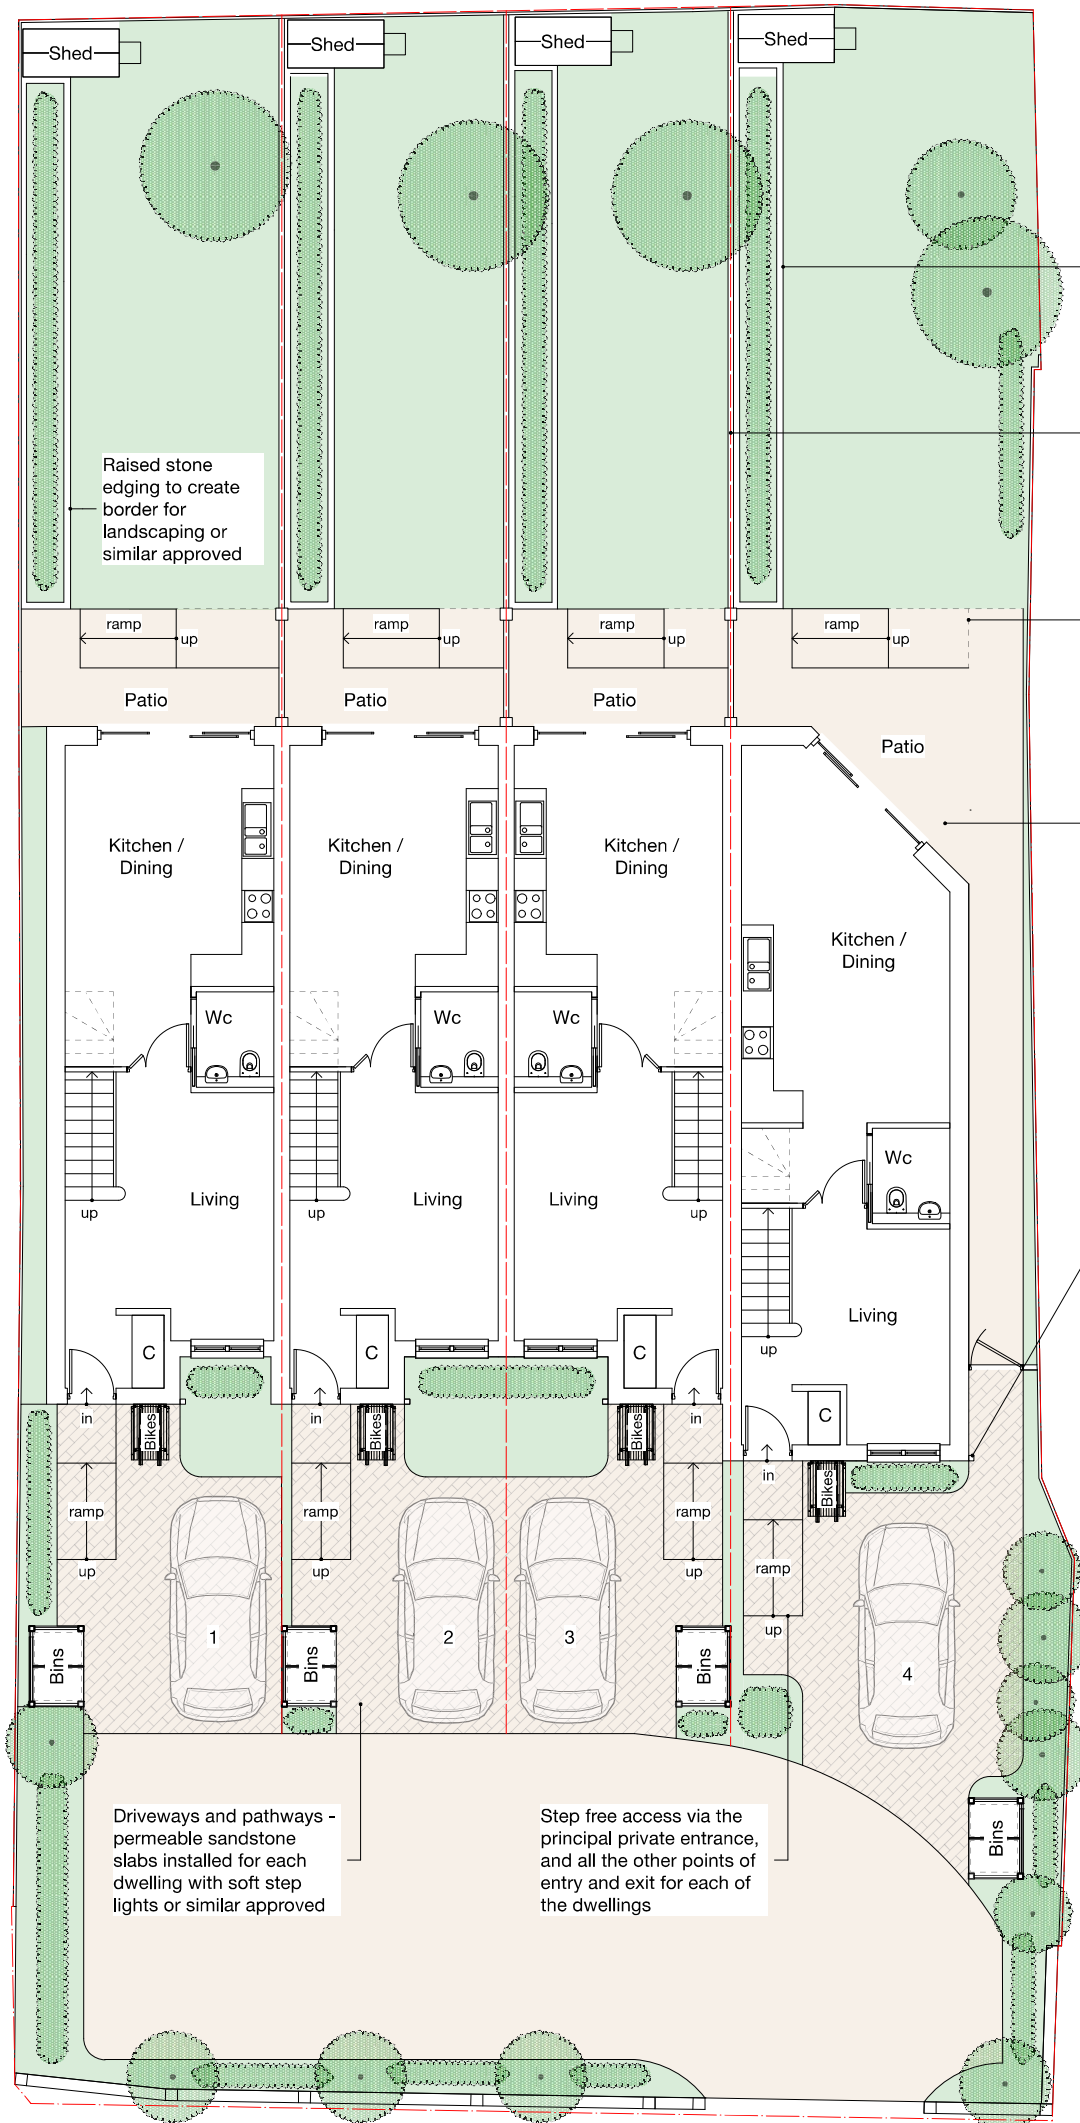 Shed
Shed
Shed
Shed
Raised stone
edging to create
border for
landscaping or
similar approved
ramp
up
ramp
up
ramp
up
ramp
up
Patio
Patio
Patio
Patio
Kitchen /
Dining
Kitchen /
Dining
Kitchen /
Dining
Kitchen /
Dining
Wc
Wc
Wc
Wc
Living
Living
Living
up
up
up
Living
up
C
C
C
C
in
Bikes
in
Bikes
Bikes
in
in
Bikes
ramp
up
ramp
up
ramp
up
ramp
up
1
2
3
4
Bins
Bins
Bins
Bins
Driveways and pathways -
permeable sandstone
slabs installed for each
dwelling with soft step
lights or similar approved
Step free access via the
principal private entrance,
and all the other points of
entry and exit for each of
the dwellings